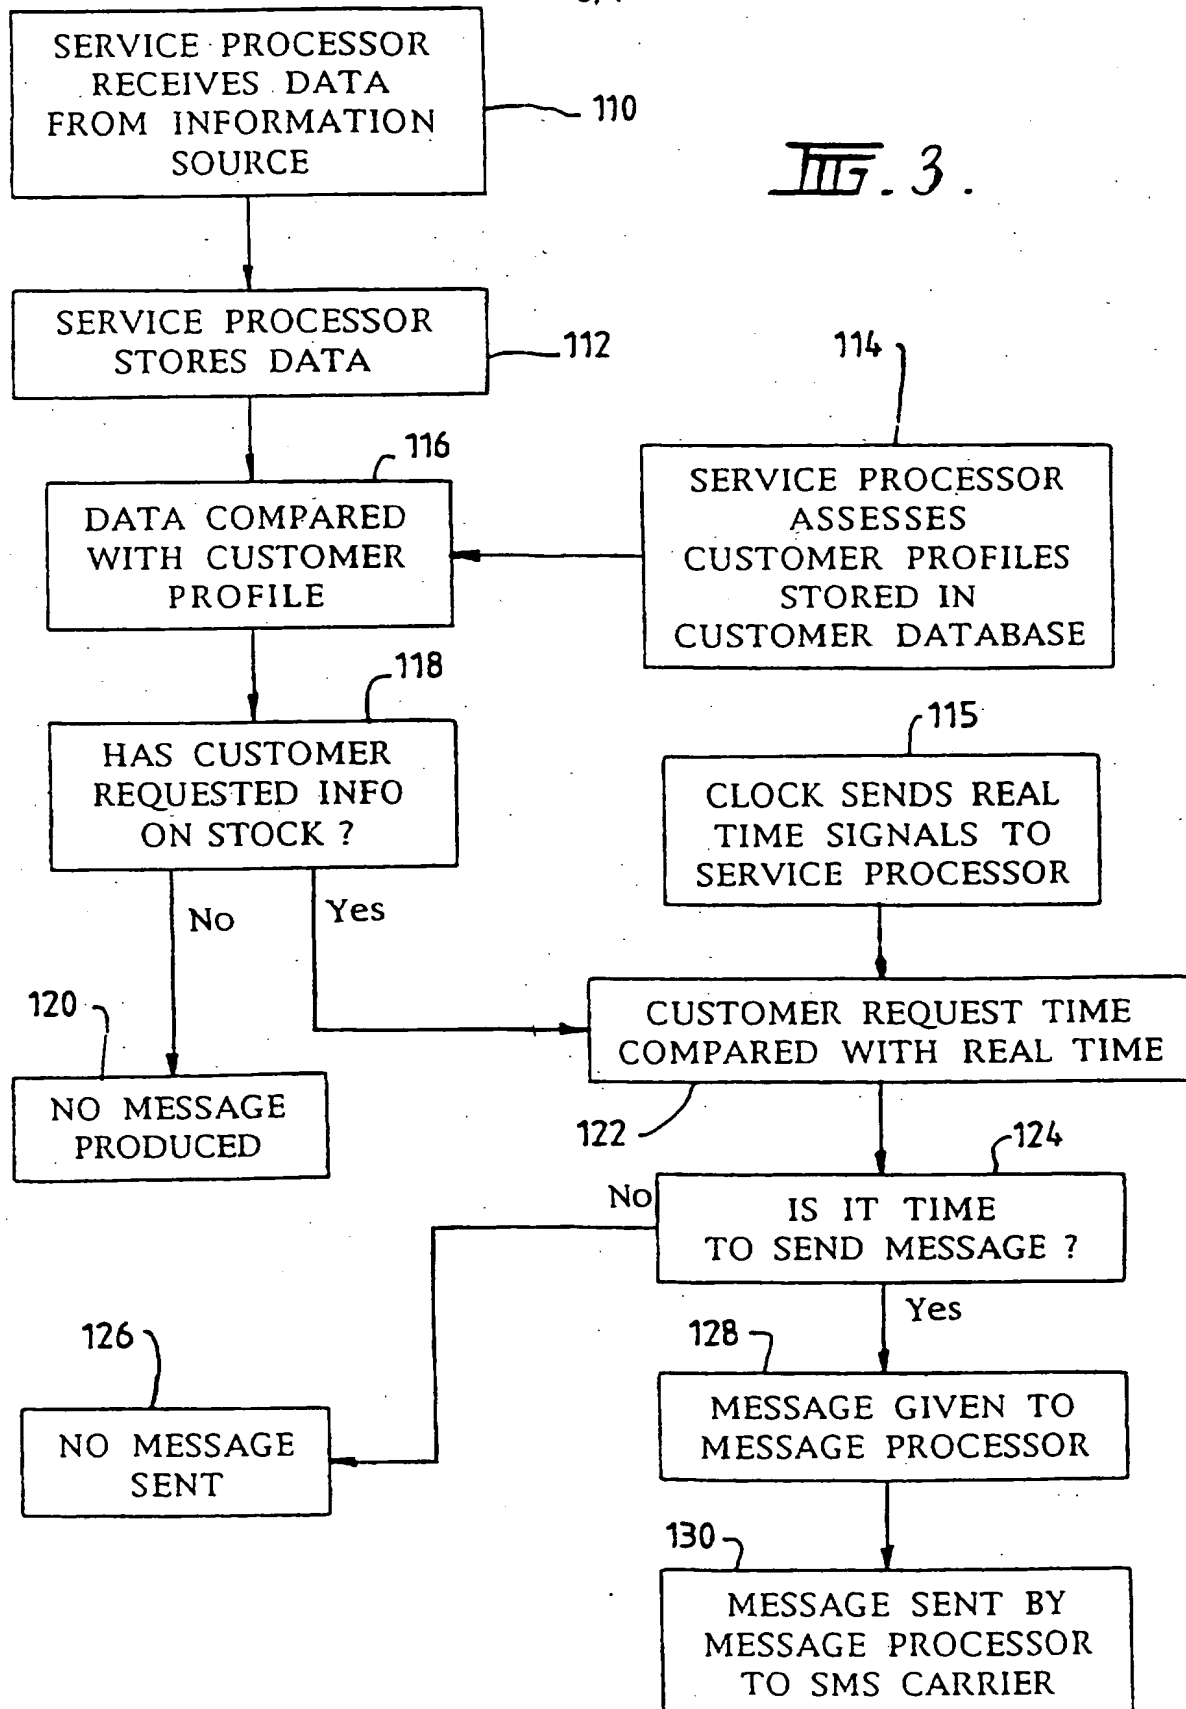 SERVICE PROCESSOR
RECEIVES DATA
FROM INFORMATION
SOURCE
110
FIG. 3.
SERVICE PROCESSOR
STORES DATA
112
114
116
DATA COMPARED
WITH CUSTOMER
PROFILE
SERVICE PROCESSOR
ASSESSES
CUSTOMER PROFILES
STORED IN
CUSTOMER DATABASE
118
HAS CUSTOMER
REQUESTED INFO
ON STOCK ?
115
CLOCK SENDS REAL
TIME SIGNALS TO
SERVICE PROCESSOR
No
Yes
120
NO MESSAGE
PRODUCED
CUSTOMER REQUEST TIME
COMPARED WITH REAL TIME
122
124
No
IS IT TIME
TO SEND MESSAGE ?
Yes
126
NO MESSAGE
SENT
128
MESSAGE GIVEN TO
MESSAGE PROCESSOR
130
MESSAGE SENT BY
MESSAGE PROCESSOR
TO SMS CARRIER